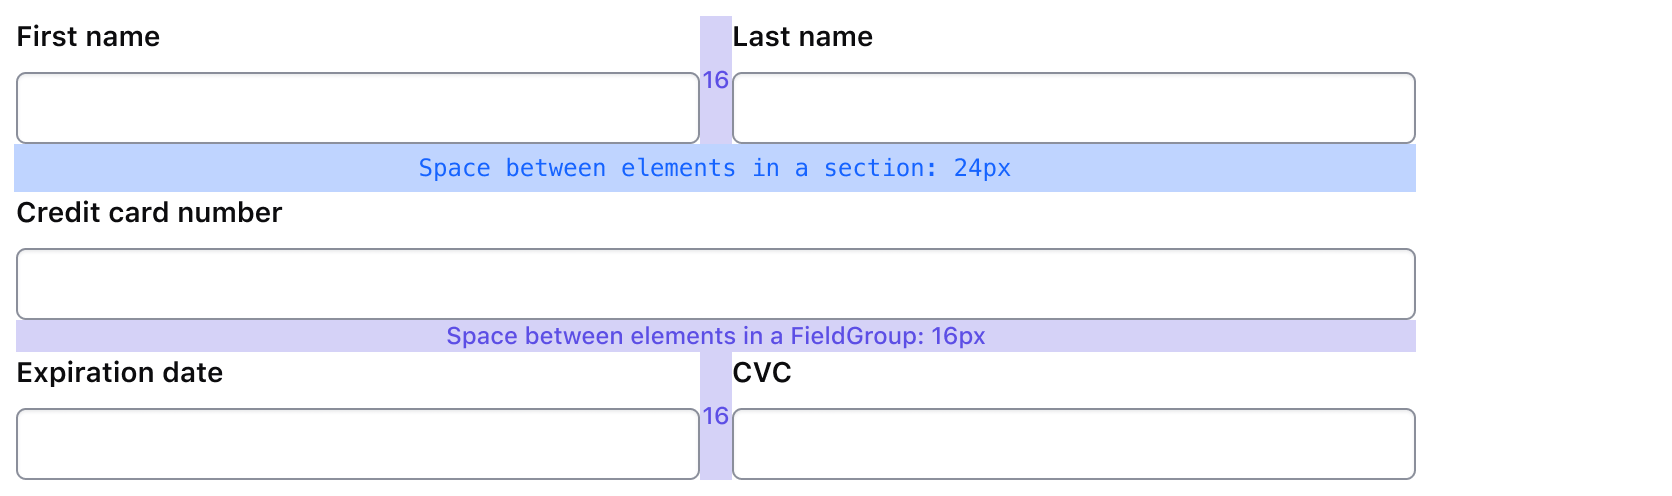 First name
Last name
16
Space between elements in a section: 24px
Credit card number
Space between elements in a FieldGroup: 16px
Expiration date
CVC
16